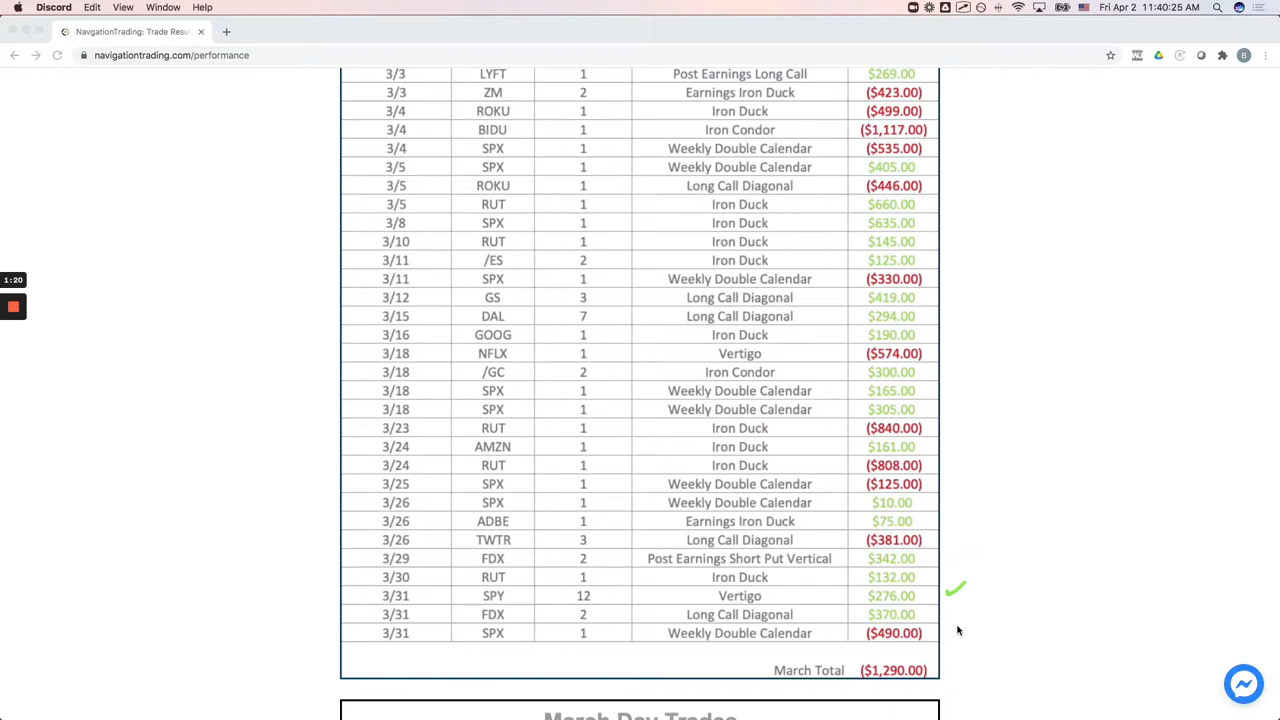 Discord Edit View Window Help Fri Apr 2 11:40:25 AM
NavgationTrading: Trade Resul
navigationtrading.com/performance B
3/3 LYFT 1 Post Earnings Long Call $269.00
3/3 ZM 2 Earnings Iron Duck ($423.00)
3/4 ROKU 1 Iron Duck ($499.00)
3/4 BIDU 1 Iron Condor ($1,117.00)
3/4 SPX 1 Weekly Double Calendar ($535.00)
3/5 SPX 1 Weekly Double Calendar $405.00
3/5 ROKU 1 Long Call Diagonal ($446.00)
3/5 RUT 1 Iron Duck $660.00
3/8 SPX 1 Iron Duck $635.00
3/10 RUT 1 Iron Duck $145.00
3/11 /ES 2 Iron Duck $125.00
3/11 SPX 1 Weekly Double Calendar ($330.00)
1:20
3/12 GS 3 Long Call Diagonal $419.00
3/15 DAL 7 Long Call Diagonal $294.00
3/16 GOOG 1 Iron Duck $190.00
3/18 NFLX 1 Vertigo ($574.00)
3/18 /GC 2 Iron Condor $300.00
3/18 SPX 1 Weekly Double Calendar $165.00
3/18 SPX 1 Weekly Double Calendar $305.00
3/23 RUT 1 Iron Duck ($840.00)
3/24 AMZN 1 Iron Duck $161.00
3/24 RUT 1 Iron Duck ($808.00)
3/25 SPX 1 Weekly Double Calendar ($125.00)
3/26 SPX 1 Weekly Double Calendar $10.00
3/26 ADBE 1 Earnings Iron Duck $75.00
3/26 TWTR 3 Long Call Diagonal ($381.00)
3/29 FDX 2 Post Earnings Short Put Vertical $342.00
3/30 RUT 1 Iron Duck $132.00
3/31 SPY 12 Vertigo $276.00
3/31 FDX 2 Long Call Diagonal $370.00
3/31 SPX 1 Weekly Double Calendar ($490.00)
March Total ($1,290.00)
March Day Trades